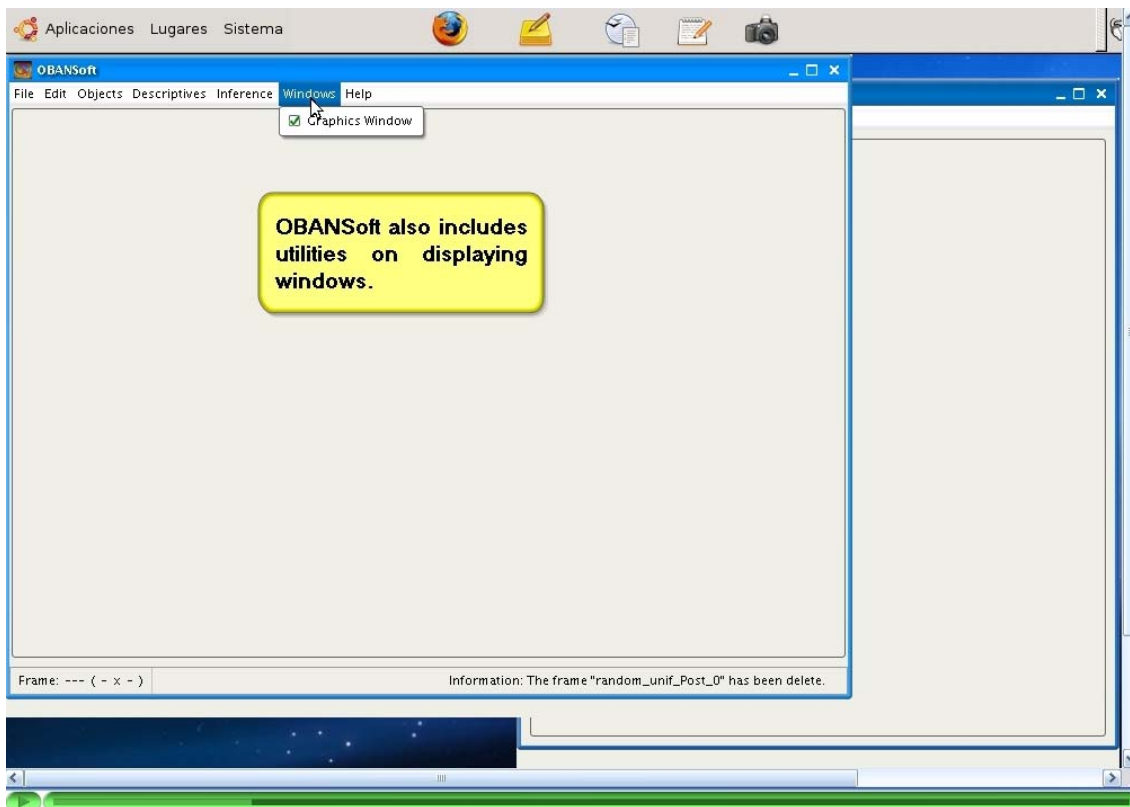 Aplicaciones Lugares Sistema
OBANSoft
File Edit Objects Descriptives Inference Windows Help
Graphics Window
OBANSoft also includes
utilities on displaying
windows.
Frame: --- ( - x - )
Information: The frame "random_unif_Post_0" has been delete.